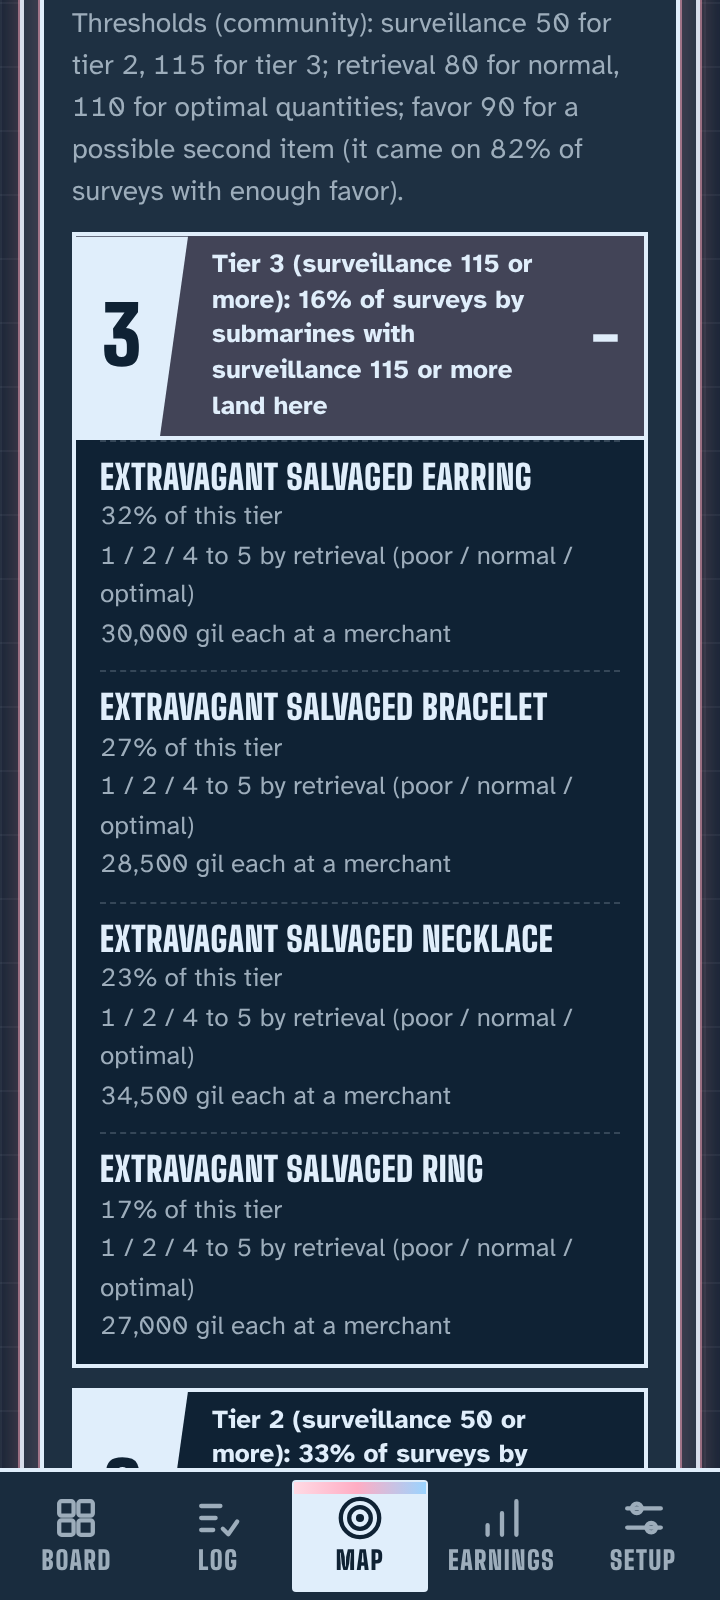 Thresholds (community): surveillance 50 for
tier 2, 115 for tier 3; retrieval 80 for normal,
110 for optimal quantities; favor 90 for a
possible second item (it came on 82% of
surveys with enough favor).
3
Tier 3 (surveillance 115 or
more): 16% of surveys by
submarines with
surveillance 115 or more
land here
EXTRAVAGANT SALVAGED EARRING
32% of this tier
1 / 2 / 4 to 5 by retrieval (poor / normal /
optimal)
30,000 gil each at a merchant
EXTRAVAGANT SALVAGED BRACELET
27% of this tier
1 / 2 / 4 to 5 by retrieval (poor / normal /
optimal)
28,500 gil each at a merchant
EXTRAVAGANT SALVAGED NECKLACE
23% of this tier
1 / 2 / 4 to 5 by retrieval (poor / normal /
optimal)
34,500 gil each at a merchant
EXTRAVAGANT SALVAGED RING
17% of this tier
1 / 2 / 4 to 5 by retrieval (poor / normal /
optimal)
27,000 gil each at a merchant
Tier 2 (surveillance 50 or
more): 33% of surveys by
BOARD
LOG
MAP
EARNINGS
SETUP